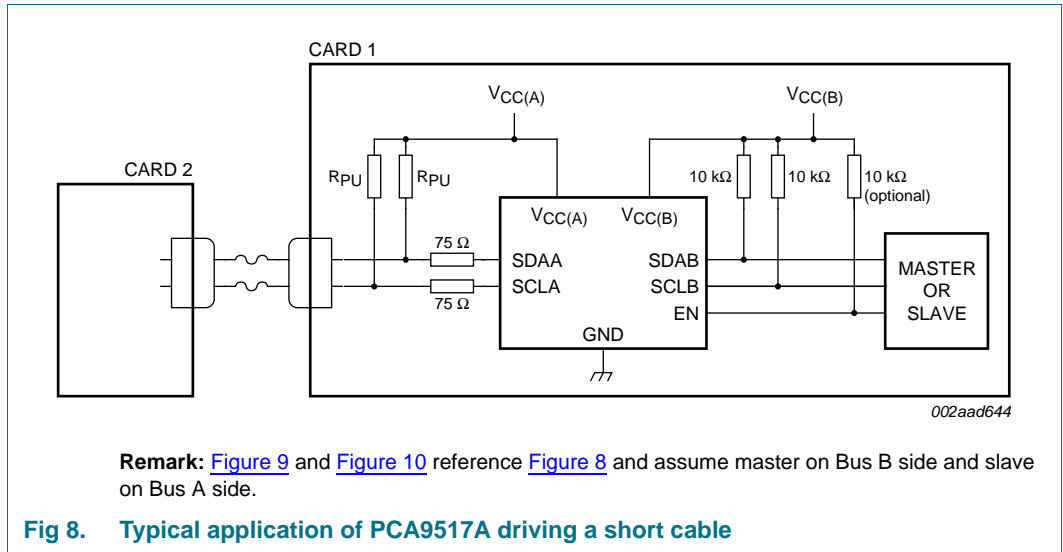 CARD 1
VCC(A)
VCC(B)
CARD 2
RPU
RPU
10 kΩ
10 kΩ
10 kΩ
(optional)
VCC(A)
VCC(B)
75 Ω
SDAA
SCLA
75 Ω
SDAB
SCLB
EN
GND
MASTER
OR
SLAVE
002aad644
Remark: Figure 9 and Figure 10 reference Figure 8 and assume master on Bus B side and slave
on Bus A side.
Fig 8. Typical application of PCA9517A driving a short cable